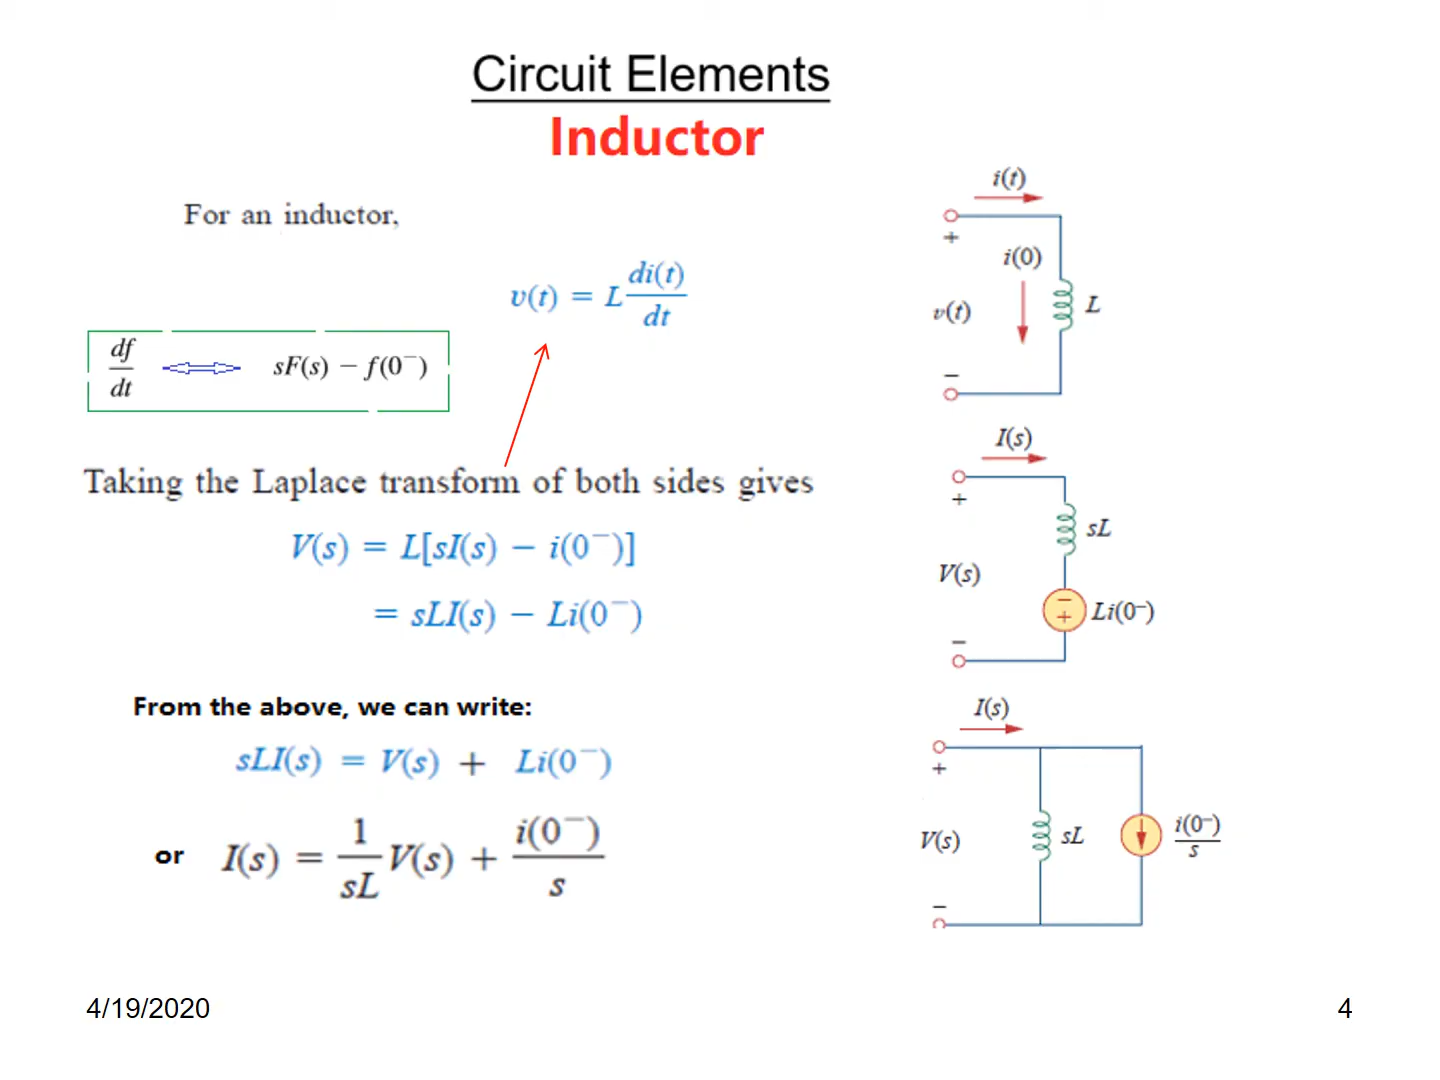 Circuit Elements
Inductor
For an inductor,
v(t) = L di(t)/dt
df/dt ⟺ sF(s) − f(0⁻)
Taking the Laplace transform of both sides gives
V(s) = L[sI(s) − i(0⁻)]
= sLI(s) − Li(0⁻)
From the above, we can write:
sLI(s) = V(s) + Li(0⁻)
or I(s) = 1/sL V(s) + i(0⁻)/s
i(t)
+
i(0)
v(t)
L
−
I(s)
+
sL
V(s)
−
+
Li(0⁻)
−
I(s)
+
V(s)
sL
i(0⁻)/s
−
4/19/2020
4